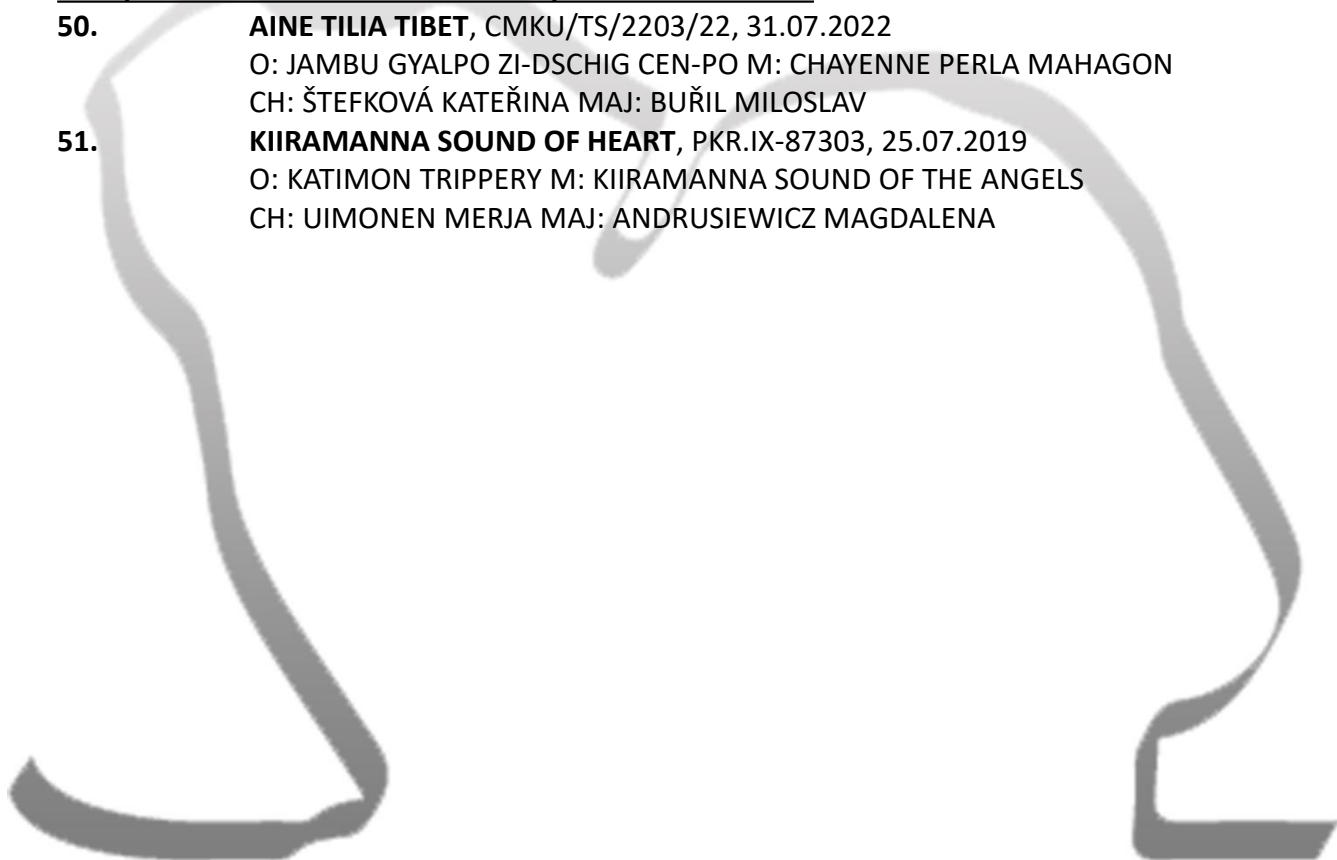 50. AINE TILIA TIBET, CMKU/TS/2203/22, 31.07.2022
O: JAMBU GYALPO ZI-DSCHIG CEN-PO M: CHAYENNE PERLA MAHAGON
CH: ŠTEFKOVÁ KATEŘINA MAJ: BUŘIL MILOSLAV
51. KIIRAMANNA SOUND OF HEART, PKR.IX-87303, 25.07.2019
O: KATIMON TRIPPERY M: KIIRAMANNA SOUND OF THE ANGELS
CH: UIMONEN MERJA MAJ: ANDRUSIEWICZ MAGDALENA